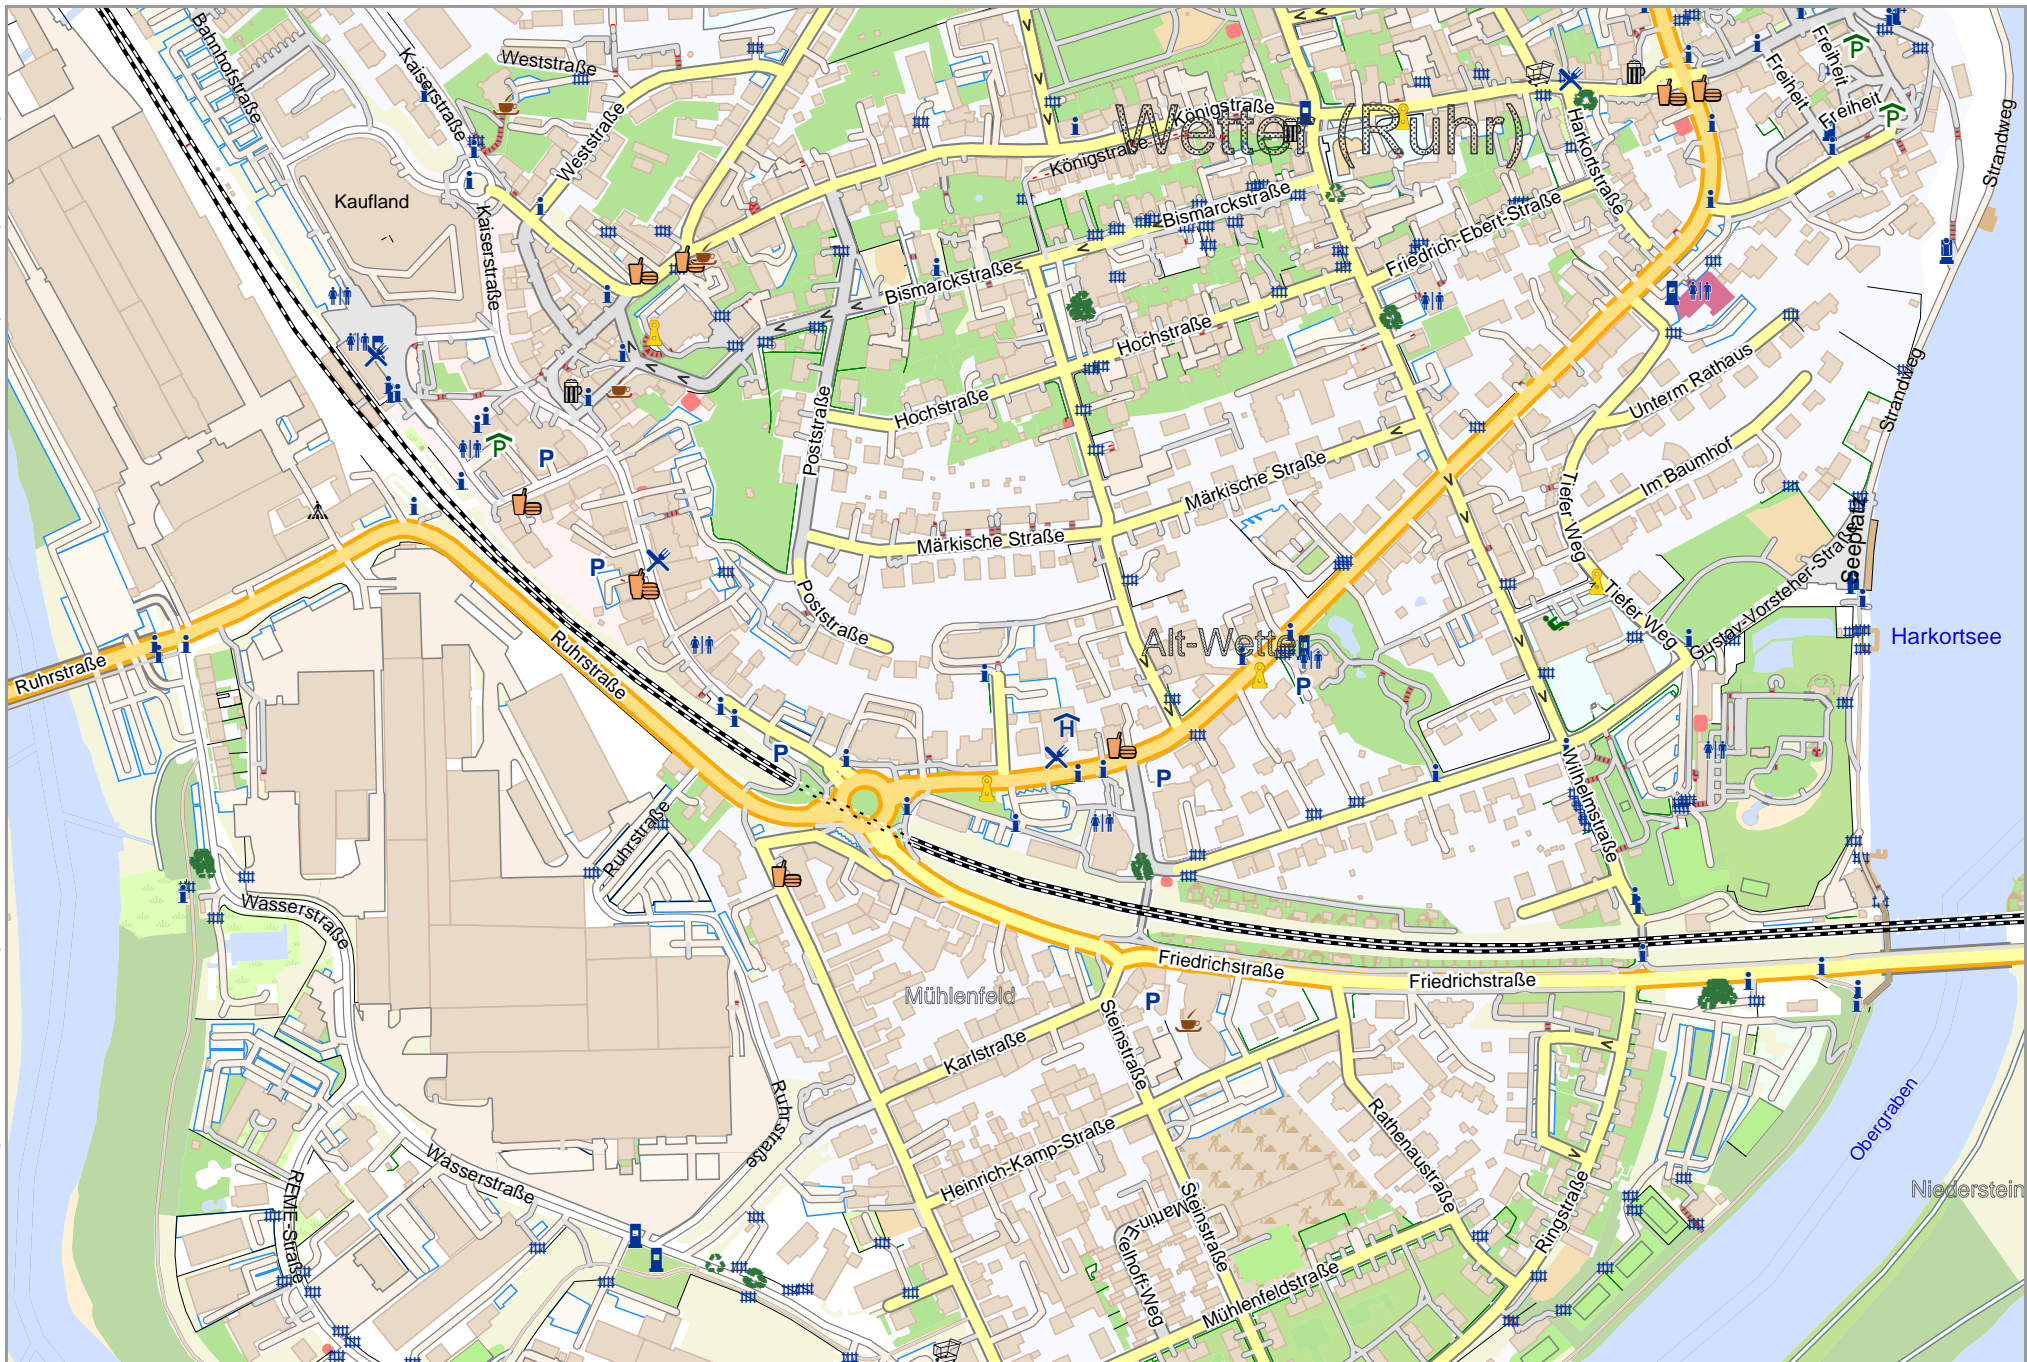 Bahnhofstraße
Kaiserstraße
Weststraße
Weststraße
Kaufland
Kaiserstraße
Königstraße
Königstraße
Wetter (Ruhr)
Harkortstraße
Freiheit
Freiheit
Freiheit
Strandweg
Bismarckstraße
Bismarckstraße
Friedrich-Ebert-Straße
Hochstraße
Hochstraße
Poststraße
Unterm Rathaus
Strandweg
Im Baumhof
Märkische Straße
Märkische Straße
Tiefer Weg
Seeplatz
Poststraße
Tiefer Weg
Gustav-Vorsteher-Straße
Harkortsee
Alt-Wetter
Ruhrstraße
Ruhrstraße
P
P
P
P
P
P
P
P
P
H
P
Wilhelmstraße
Ruhrstraße
Wasserstraße
Friedrichstraße
Friedrichstraße
Mühlenfeld
Karlstraße
Steinstraße
Ruhrstraße
Rathenaustraße
Obergraben
Heinrich-Kamp-Straße
Wasserstraße
REME-Straße
Martin-E
Eelhoff-Weg
Steinstraße
Ringstraße
Niederstein
Mühlenfeldstraße